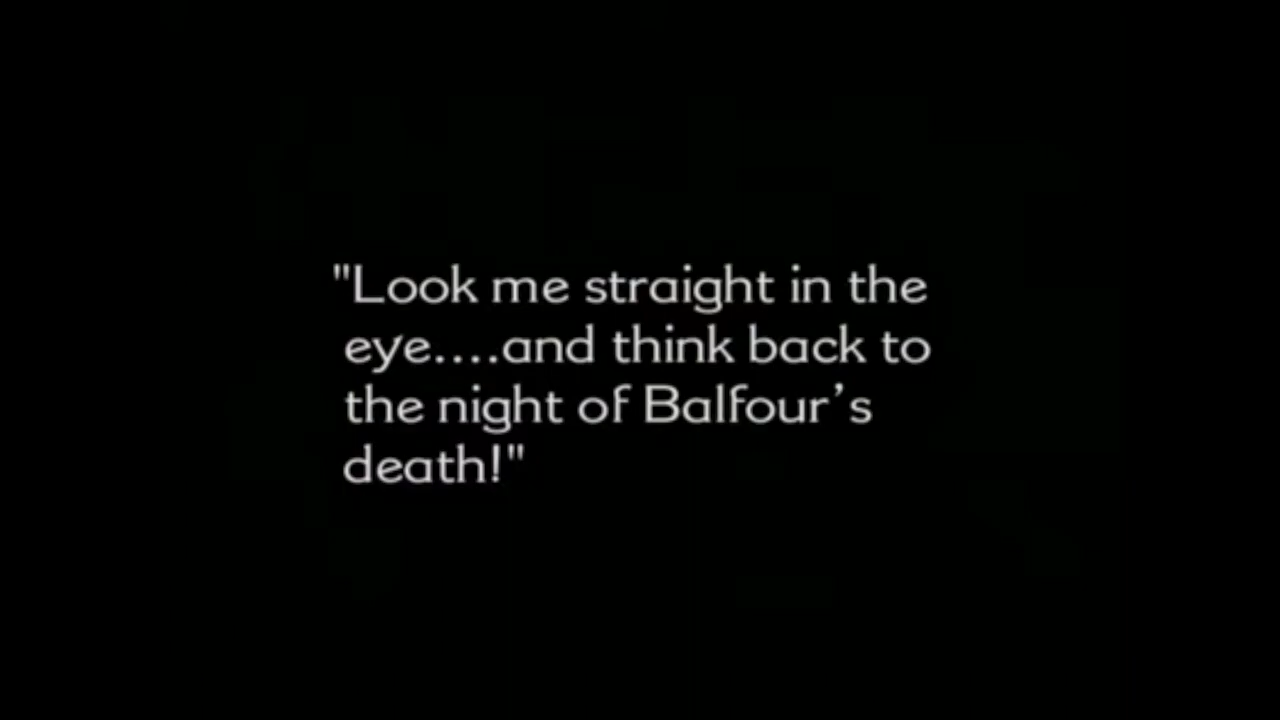 "Look me straight in the
eye....and think back to
the night of Balfour’s
death!"